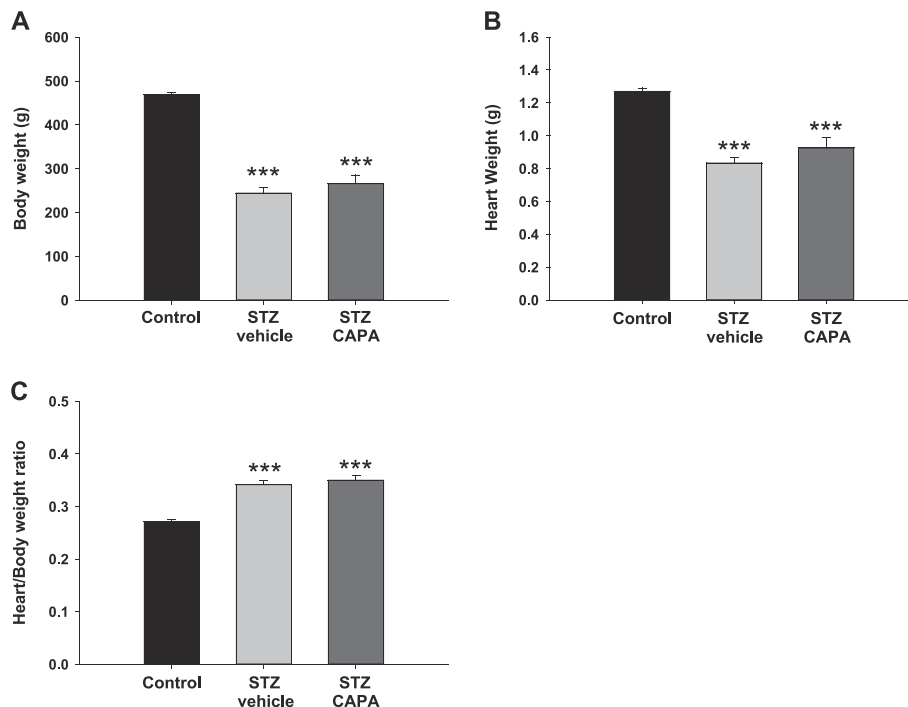 A
Body weight (g)
600
500
400
300
200
100
0
***
***
Control
STZ
vehicle
STZ
CAPA
B
Heart Weight (g)
1.6
1.4
1.2
1.0
0.8
0.6
0.4
0.2
0.0
***
***
Control
STZ
vehicle
STZ
CAPA
C
Heart/Body weight ratio
0.5
0.4
0.3
0.2
0.1
0.0
***
***
Control
STZ
vehicle
STZ
CAPA